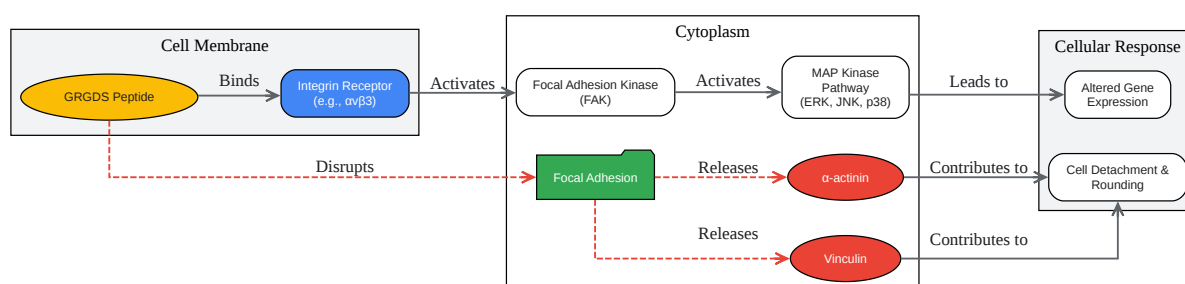 Cell Membrane
GRGDS Peptide
Binds
Integrin Receptor
(e.g., αvβ3)
Activates
Cytoplasm
Focal Adhesion Kinase
(FAK)
Activates
MAP Kinase
Pathway
(ERK, JNK, p38)
Leads to
Cellular Response
Altered Gene
Expression
Disrupts
Focal Adhesion
Releases
α-actinin
Contributes to
Cell Detachment &
Rounding
Releases
Vinculin
Contributes to